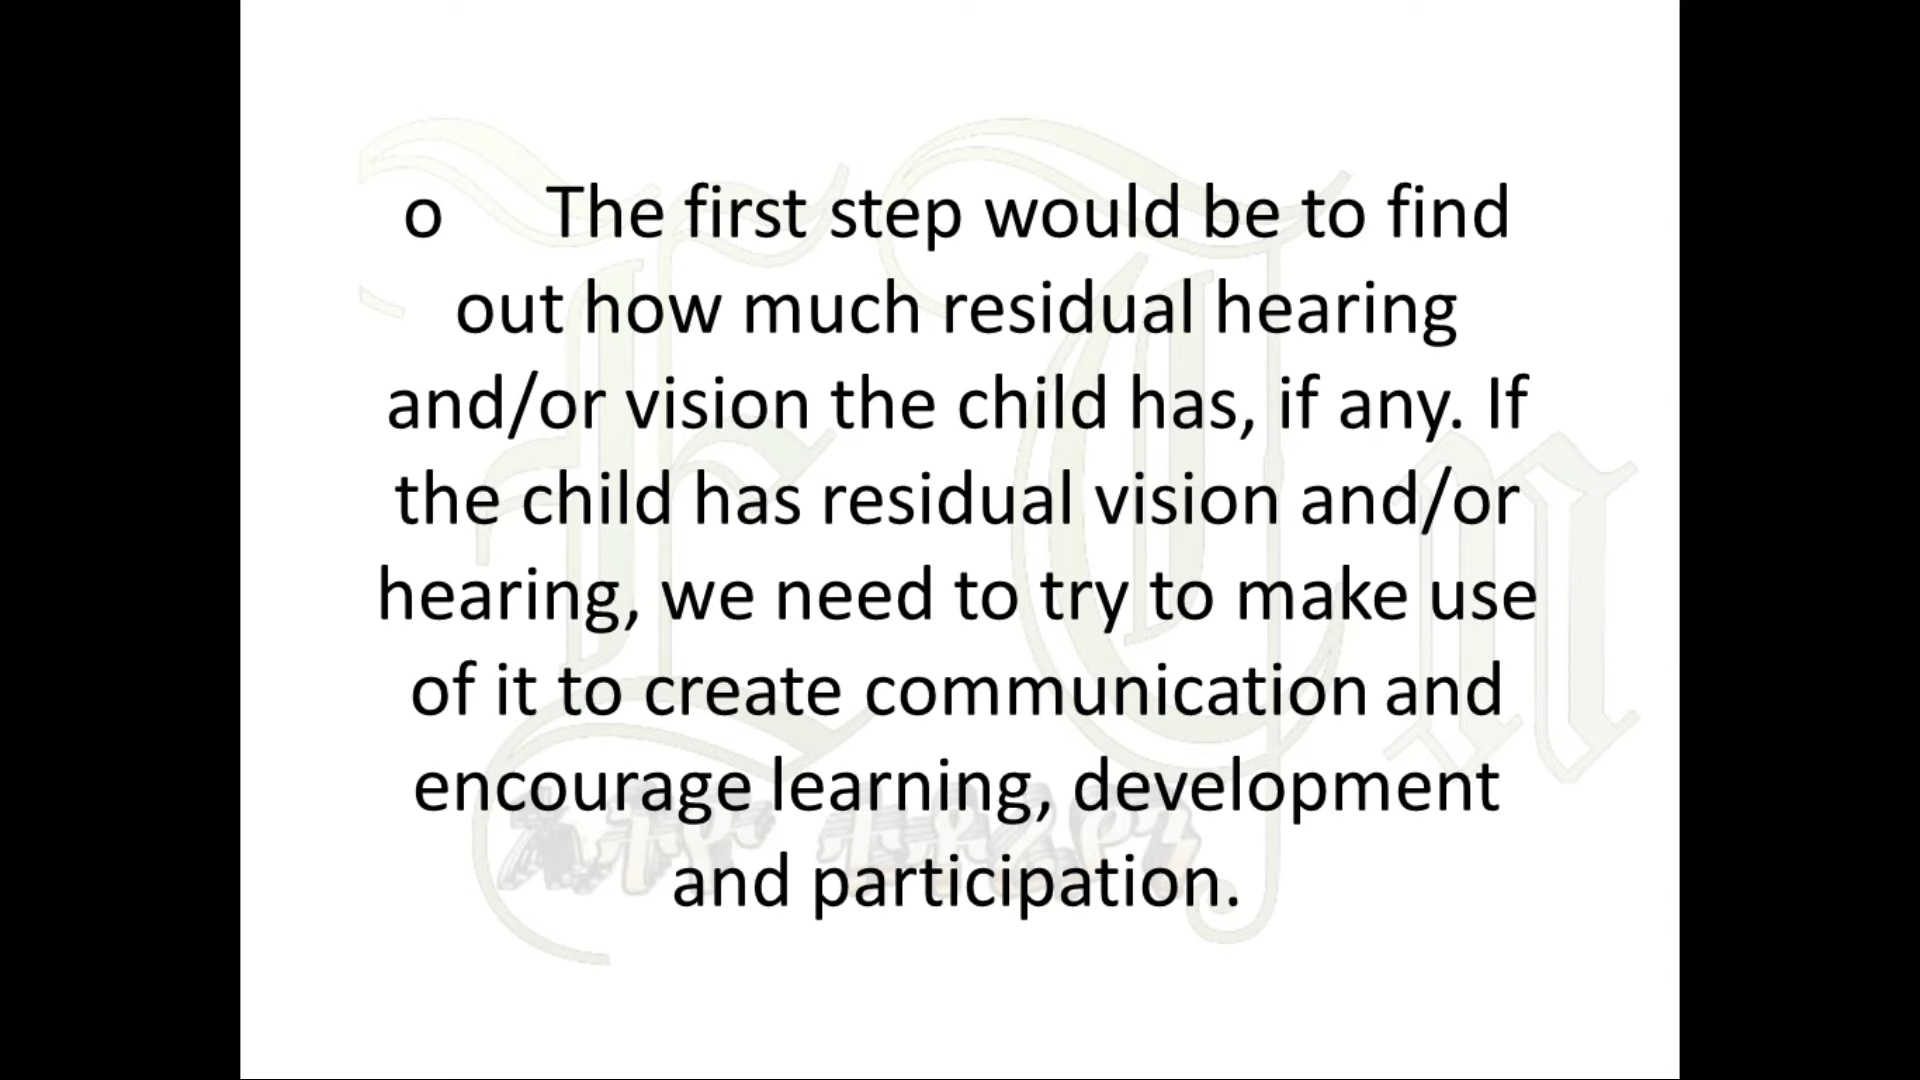 o The first step would be to find
out how much residual hearing
and/or vision the child has, if any. If
the child has residual vision and/or
hearing, we need to try to make use
of it to create communication and
encourage learning, development
and participation.